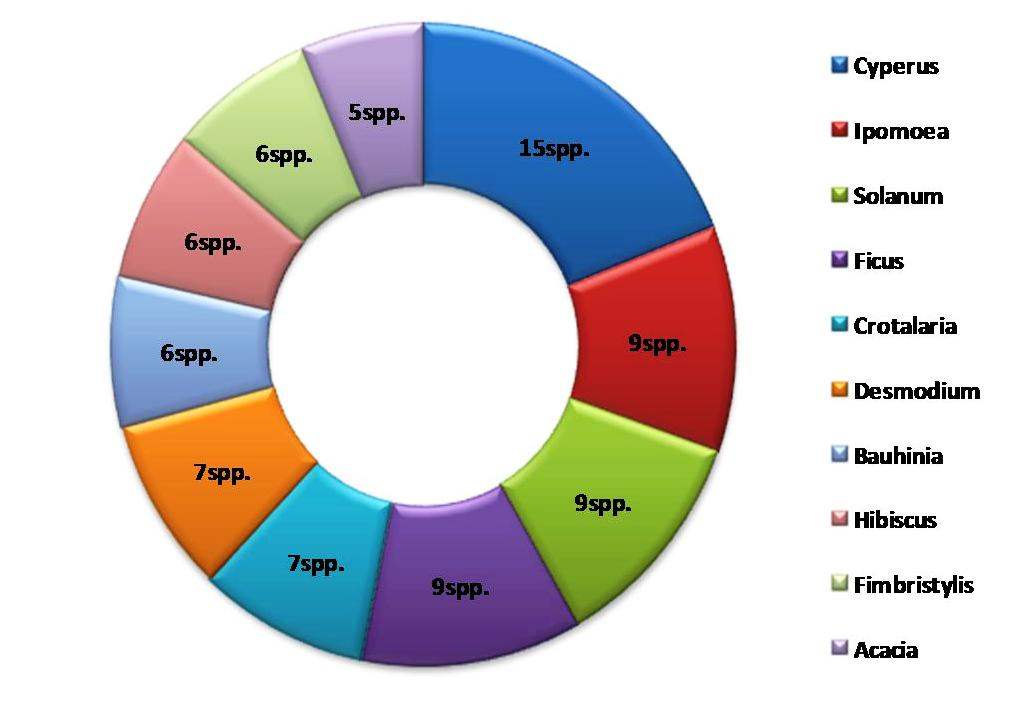 15spp.
9spp.
9spp.
9spp.
7spp.
7spp.
6spp.
6spp.
6spp.
5spp.
Cyperus
Ipomoea
Solanum
Ficus
Crotalaria
Desmodium
Bauhinia
Hibiscus
Fimbristylis
Acacia